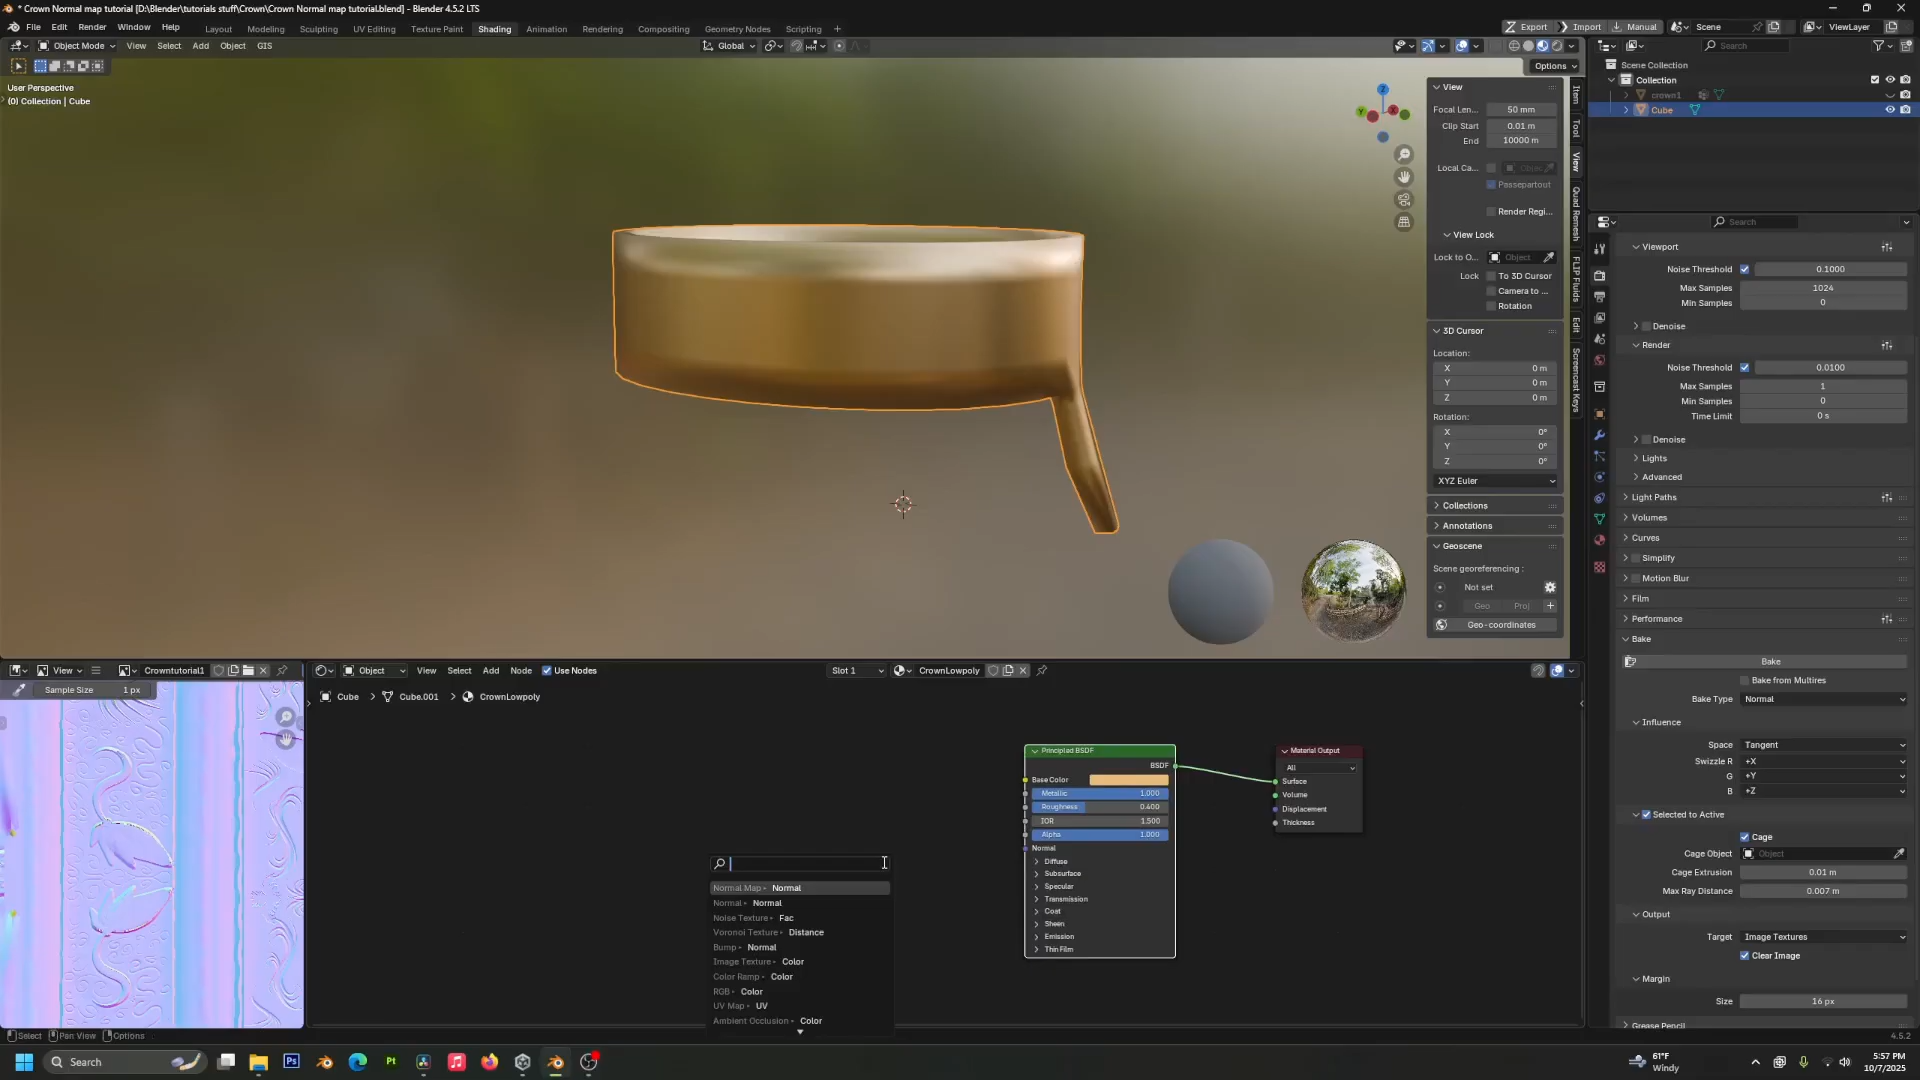 * Crown Normal map tutorial [D:\Blender\tutorials stuff\Crown\Crown Normal map tutorial.blend] - Blender 4.5.2 LTS
File Edit Render Window Help Layout Modeling Sculpting UV Editing Texture Paint Shading Animation Rendering Compositing Geometry Nodes Scripting + Export Import Manual Scene ViewLayer
Object Mode View Select Add Object GIS Global Search
Options
User Perspective
(0) Collection | Cube
Scene Collection
Collection
crown1
Cube
View
Focal Len... 50 mm
Clip Start 0.01 m
End 10000 m
Local Ca...
Passepartout
Render Regi...
View Lock
Lock to O... Object
Lock To 3D Cursor
Camera to ...
Rotation
3D Cursor
Location:
X 0 m
Y 0 m
Z 0 m
Rotation:
X 0°
Y 0°
Z 0°
XYZ Euler
Collections
Annotations
Geoscene
Scene georeferencing :
Not set
Geo Proj
Geo-coordinates
Item
Tool
View
Quad Remesh
FLIP Fluids
Edit
Screencast Keys
Z
Y
X
Search
Viewport
Noise Threshold 0.1000
Max Samples 1024
Min Samples 0
Denoise
Render
Noise Threshold 0.0100
Max Samples 1
Min Samples 0
Time Limit 0 s
Denoise
Lights
Advanced
Light Paths
Volumes
Curves
Simplify
Motion Blur
Film
Performance
Bake
Bake
Bake from Multires
Bake Type Normal
Influence
Space Tangent
Swizzle R +X
G +Y
B +Z
Selected to Active
Cage
Cage Object Object
Cage Extrusion 0.01 m
Max Ray Distance 0.007 m
Output
Target Image Textures
Clear Image
Margin
Size 16 px
Grease Pencil
View Crowntutorial1
Sample Size 1 px
Object View Select Add Node Use Nodes Slot 1 CrownLowpoly
Cube > Cube.001 > CrownLowpoly
Principled BSDF
BSDF
Base Color
Metallic 1.000
Roughness 0.400
IOR 1.500
Alpha 1.000
Normal
Diffuse
Subsurface
Specular
Transmission
Coat
Sheen
Emission
Thin Film
Material Output
All
Surface
Volume
Displacement
Thickness
Normal Map Normal
Normal Normal
Noise Texture Fac
Voronoi Texture Distance
Bump Normal
Image Texture Color
Color Ramp Color
RGB Color
UV Map UV
Ambient Occlusion Color
Select Pan View Options
4.5.2
Search
Ps
Pt
61°F
Windy
5:57 PM
10/7/2025